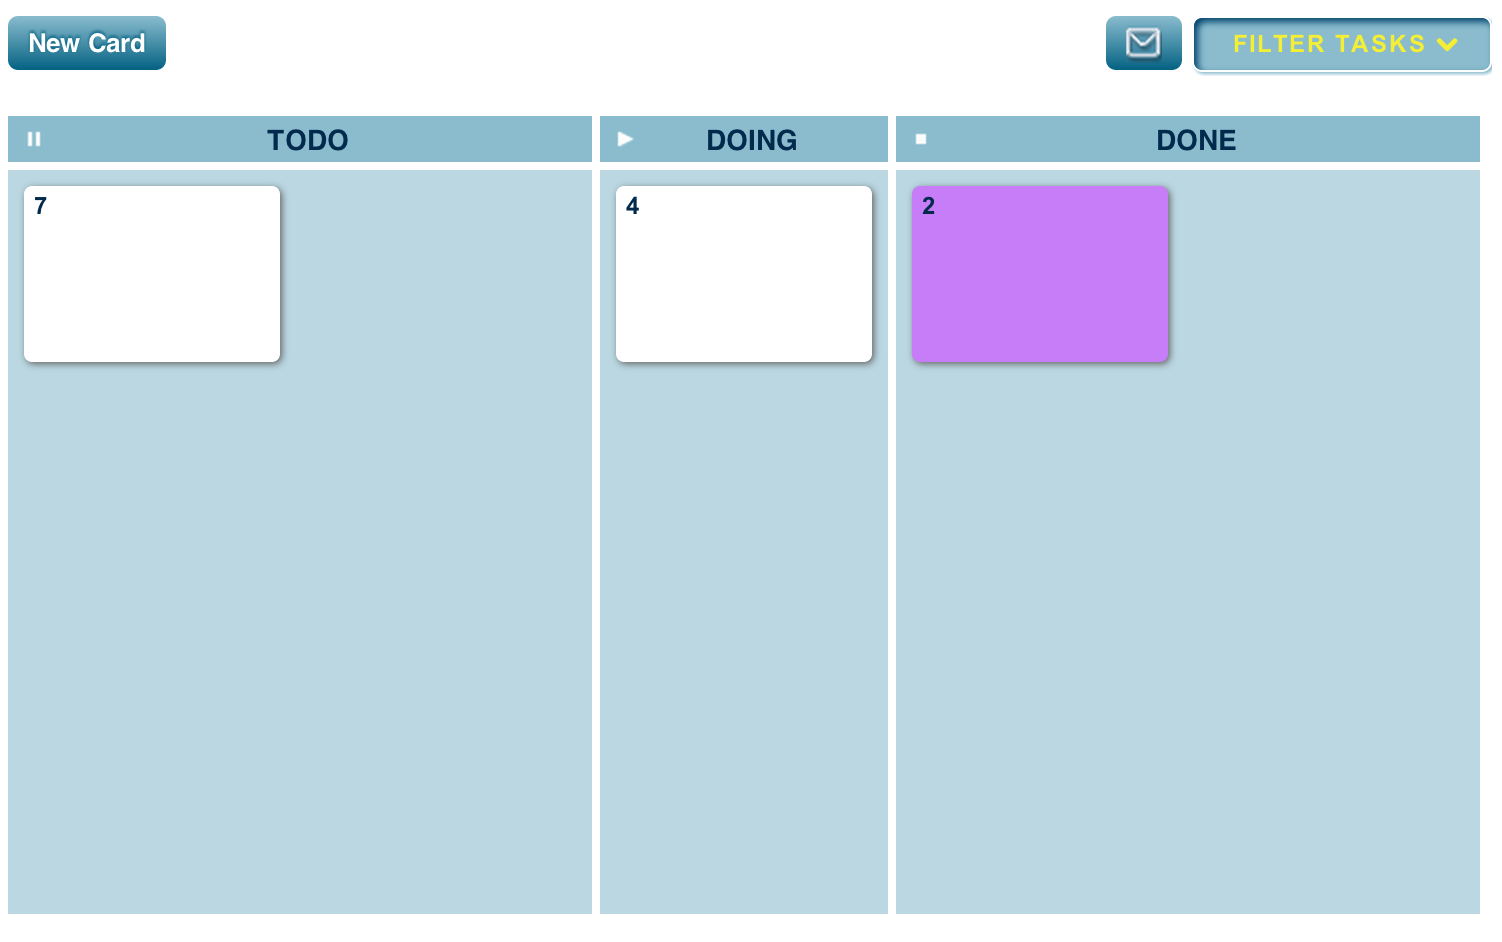 New Card
FILTER TASKS
TODO
DOING
DONE
7
4
2